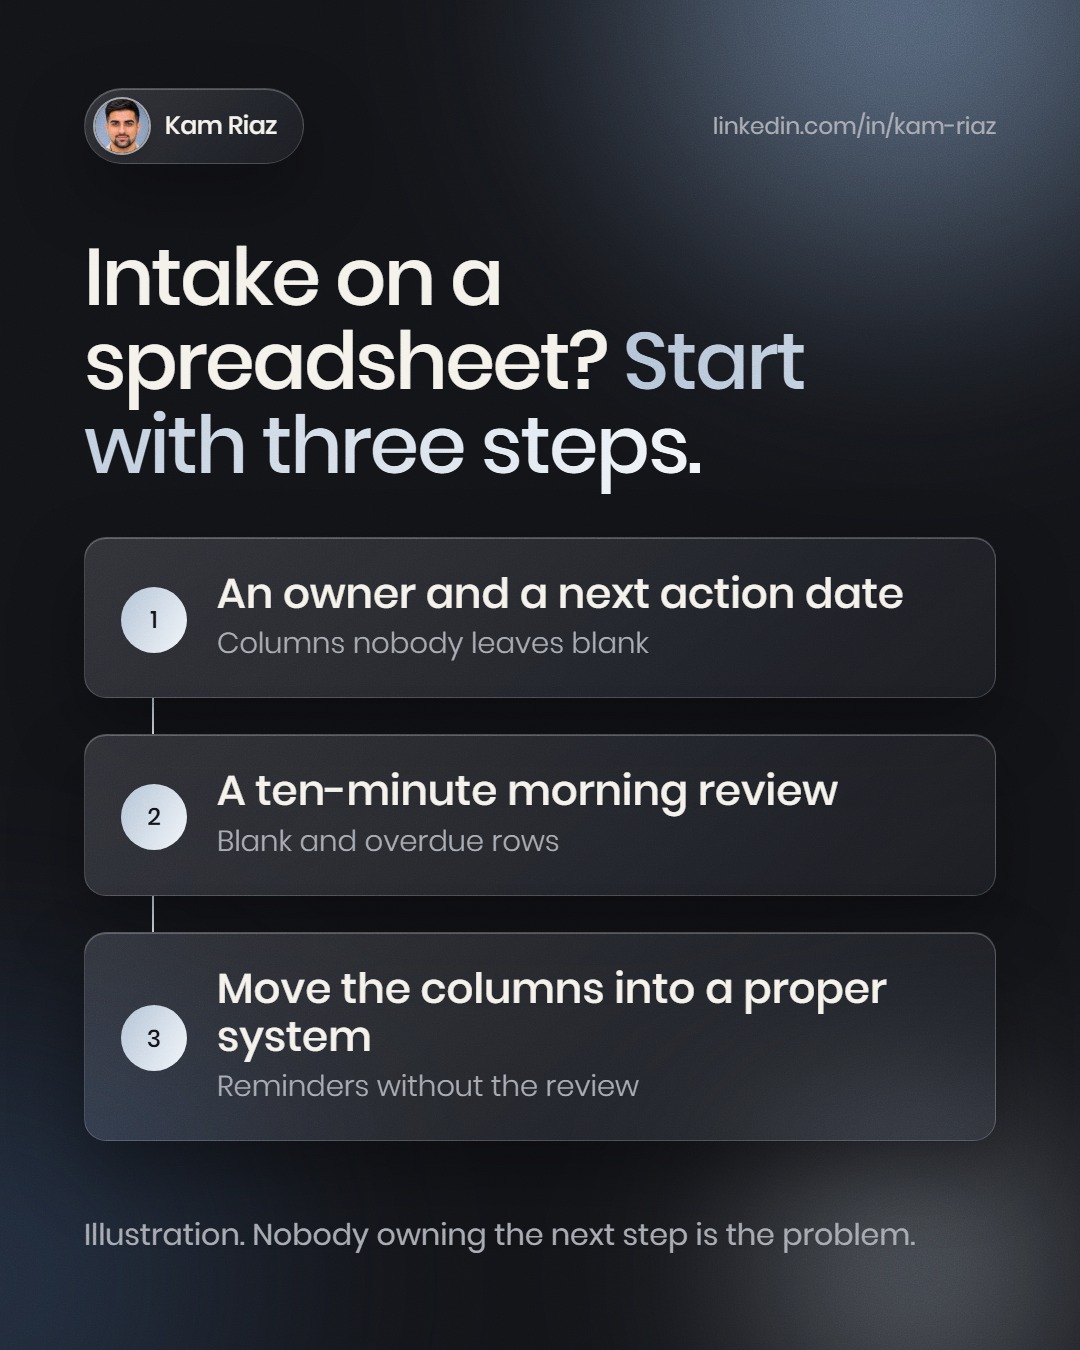 Kam Riaz
linkedin.com/in/kam-riaz
Intake on a
spreadsheet? Start
with three steps.
1
An owner and a next action date
Columns nobody leaves blank
2
A ten-minute morning review
Blank and overdue rows
3
Move the columns into a proper
system
Reminders without the review
Illustration. Nobody owning the next step is the problem.